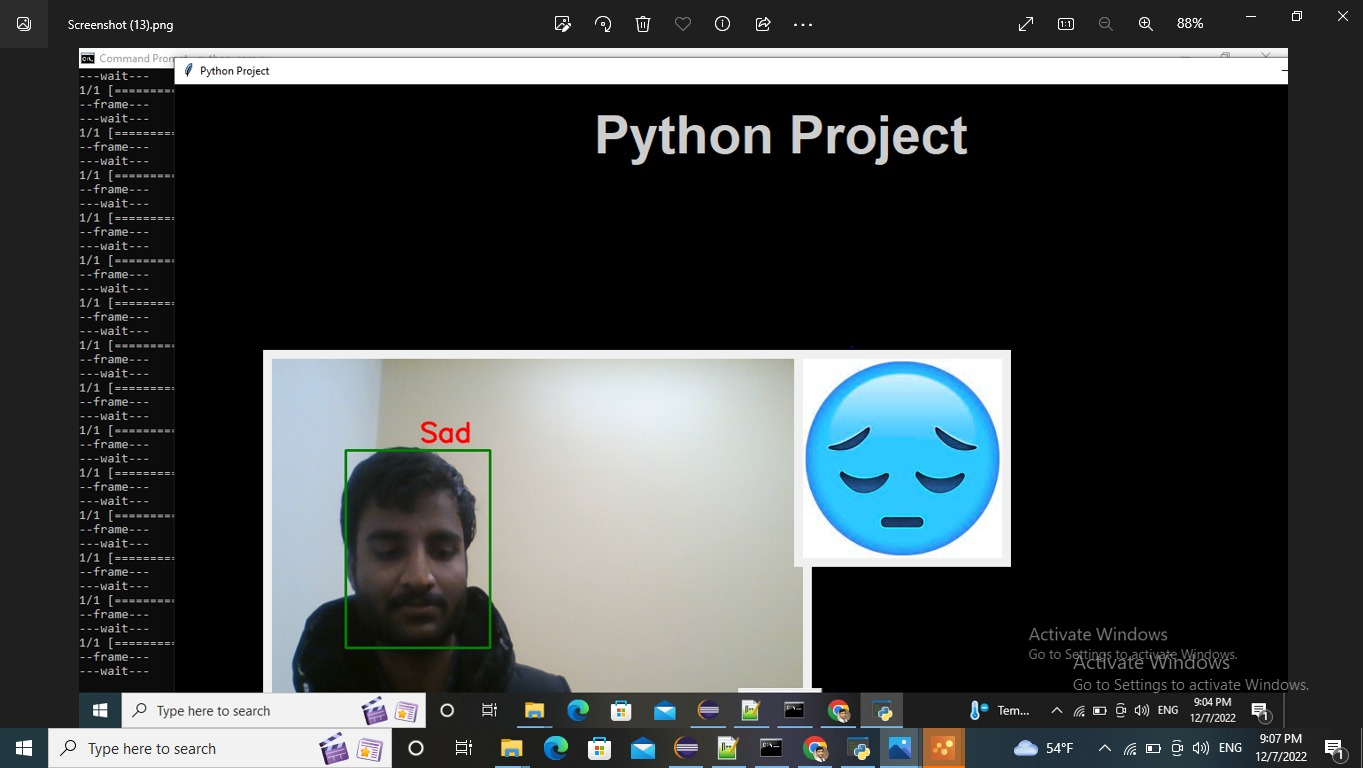 Screenshot (13).png
88%
Command Prom
Python Project
---wait---
1/1 [=========
--frame---
---wait---
1/1 [=========
--frame---
---wait---
1/1 [=========
--frame---
---wait---
1/1 [=========
--frame---
---wait---
1/1 [=========
--frame---
---wait---
1/1 [=========
--frame---
---wait---
1/1 [=========
--frame---
---wait---
1/1 [=========
--frame---
---wait---
1/1 [=========
--frame---
---wait---
1/1 [=========
--frame---
---wait---
1/1 [=========
--frame---
---wait---
1/1 [=========
--frame---
---wait---
1/1 [=========
--frame---
---wait---
1/1 [=========
--frame---
---wait---
Python Project
Sad
Activate Windows
Go to Settings to activate Windows.
Activate Windows
Go to Settings to activate Windows.
Type here to search
Tem...
ENG
9:04 PM
12/7/2022
1
Type here to search
54°F
ENG
9:07 PM
12/7/2022
1